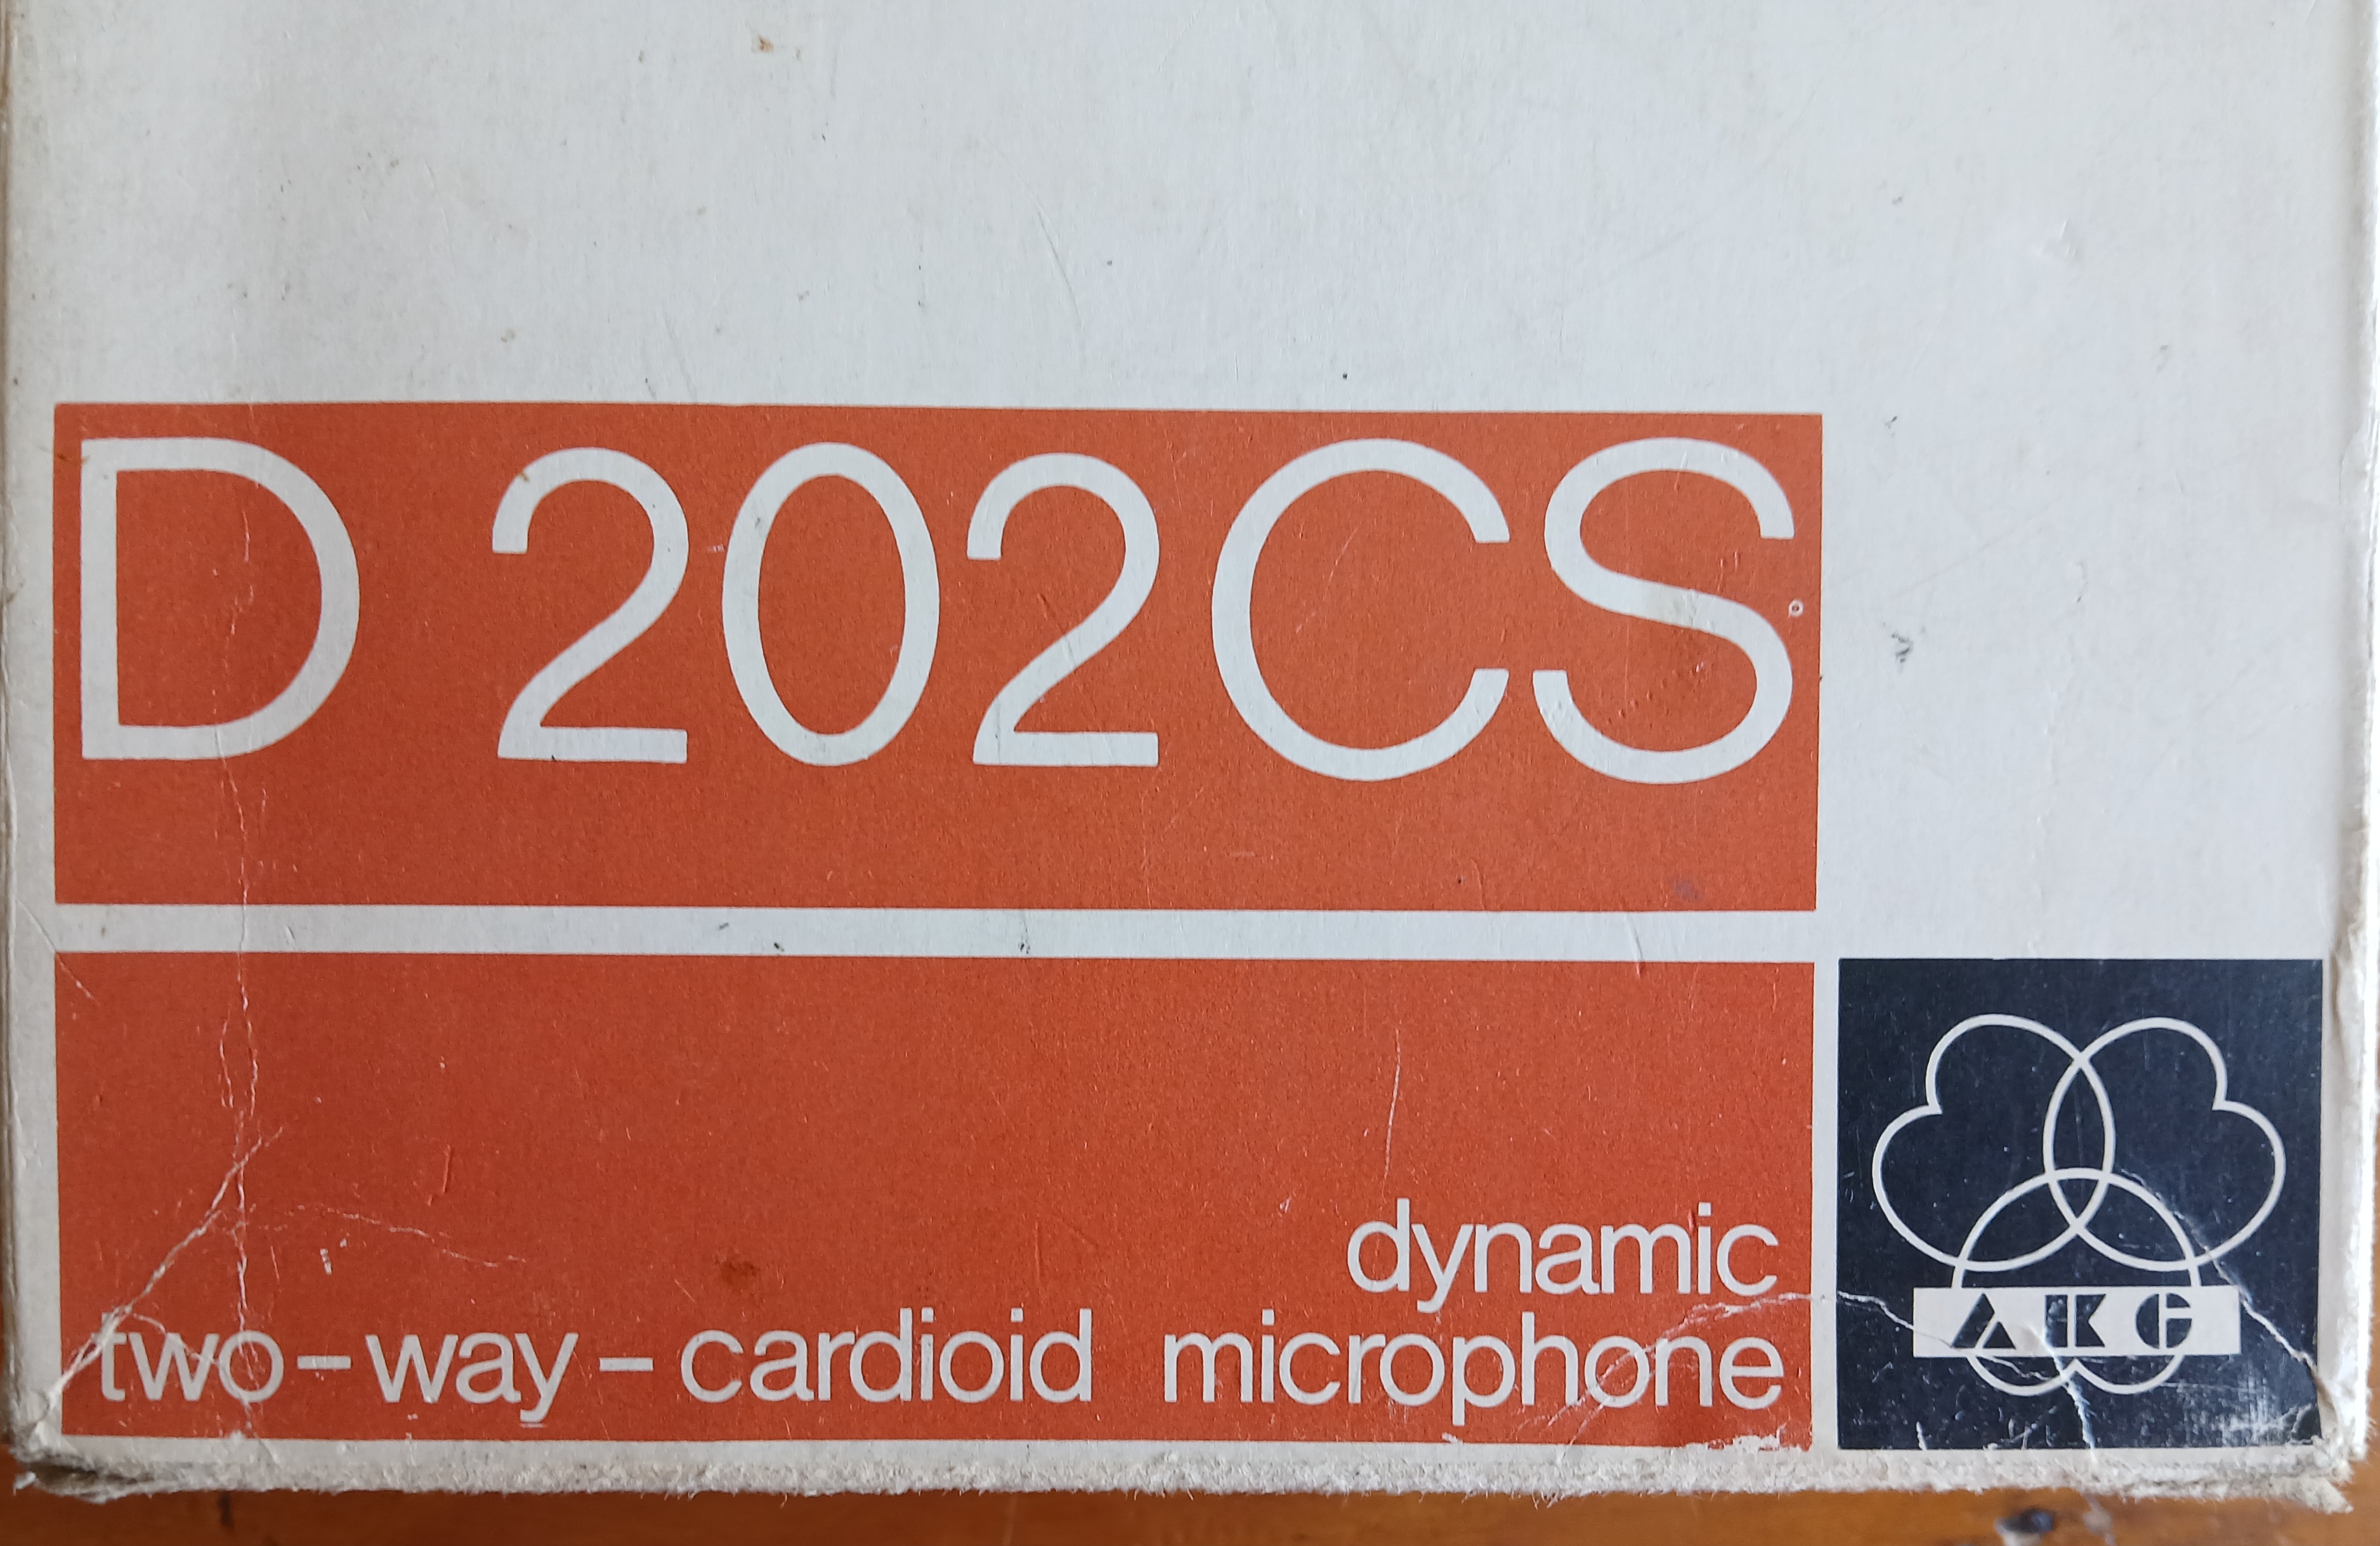 D 202CS
dynamic
two-way-cardioid microphone
AKG